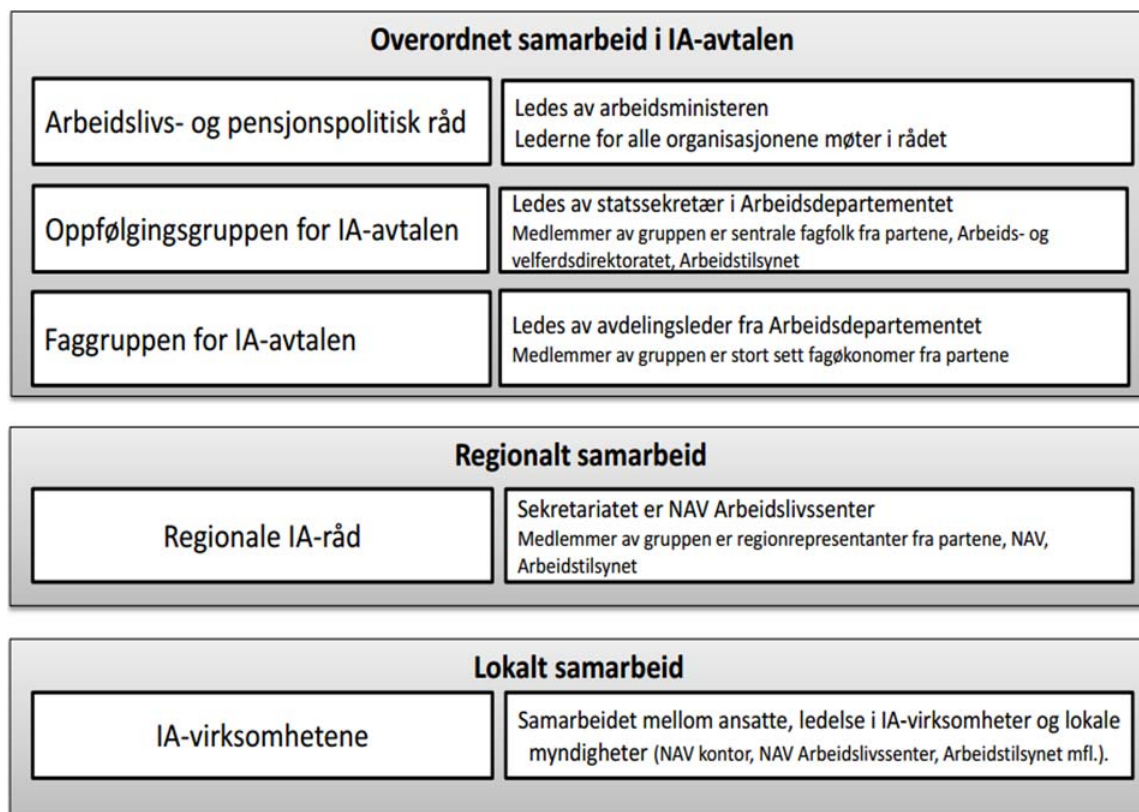 Overordnet samarbeid i IA-avtalen
Arbeidslivs- og pensjonspolitisk råd
Ledes av arbeidsministeren
Lederne for alle organisasjonene møter i rådet
Oppfølgingsgruppen for IA-avtalen
Ledes av statssekretær i Arbeidsdepartementet
Medlemmer av gruppen er sentrale fagfolk fra partene, Arbeids- og
velferdsdirektoratet, Arbeidstilsynet
Faggruppen for IA-avtalen
Ledes av avdelingsleder fra Arbeidsdepartementet
Medlemmer av gruppen er stort sett fagøkonomer fra partene
Regionalt samarbeid
Regionale IA-råd
Sekretariatet er NAV Arbeidslivssenter
Medlemmer av gruppen er regionrepresentanter fra partene, NAV,
Arbeidstilsynet
Lokalt samarbeid
IA-virksomhetene
Samarbeidet mellom ansatte, ledelse i IA-virksomheter og lokale
myndigheter (NAV kontor, NAV Arbeidslivssenter, Arbeidstilsynet mfl.).